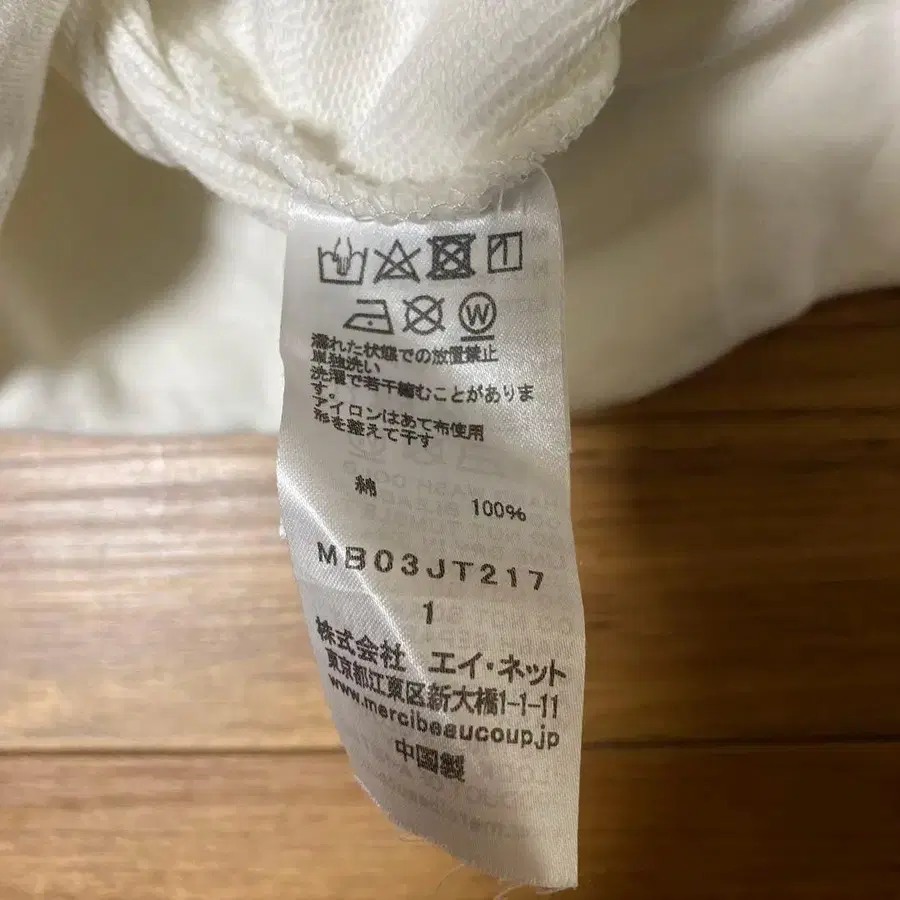 W
濡れた状態での放置禁止
単独洗い
洗濯で若干縮むことがありま
す。
アイロンはあて布使用
形を整えて干す
綿 100%
MB03JT217
1
株式会社 エイ・ネット
東京都江東区新大橋1-1-11
www.mercibeaucoup.jp
中国製